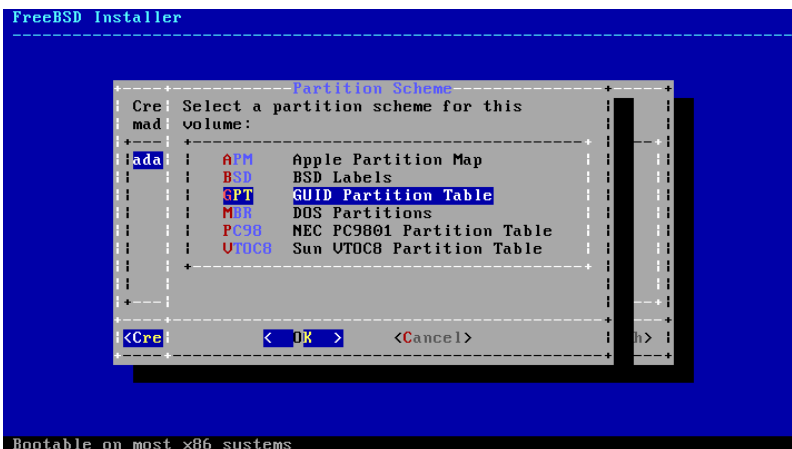 FreeBSD Installer
Partition Scheme
Cre Select a partition scheme for this
mad volume:
ada APM Apple Partition Map
BSD BSD Labels
GPT GUID Partition Table
MBR DOS Partitions
PC98 NEC PC9801 Partition Table
VTOC8 Sun VTOC8 Partition Table
<Cre < OK > <Cancel> h>
Bootable on most x86 systems